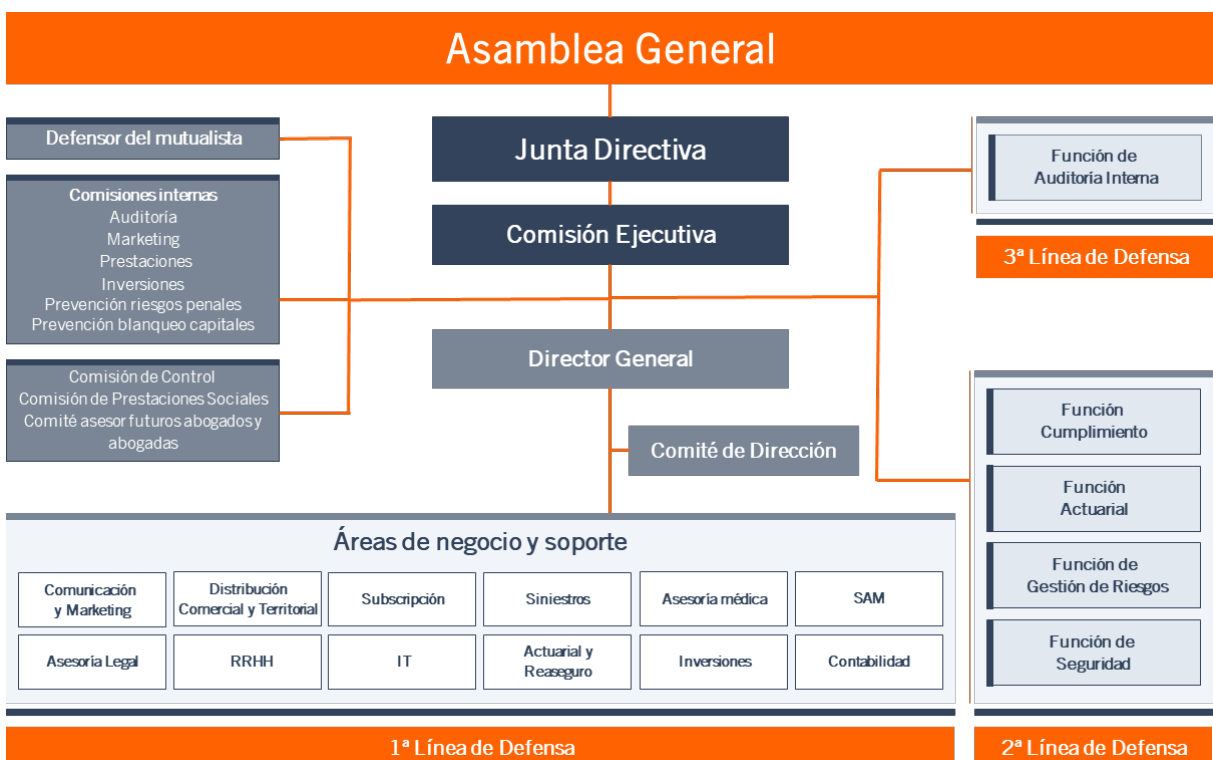 Asamblea General
Defensor del mutualista
Comisiones internas
Auditoría
Marketing
Prestaciones
Inversiones
Prevención riesgos penales
Prevención blanqueo capitales
Comisión de Control
Comisión de Prestaciones Sociales
Comité asesor futuros abogados y
abogadas
Junta Directiva
Comisión Ejecutiva
Director General
Comité de Dirección
Función de
Auditoría Interna
3ª Línea de Defensa
Función
Cumplimiento
Función
Actuarial
Función de
Gestión de Riesgos
Función de
Seguridad
2ª Línea de Defensa
Áreas de negocio y soporte
Comunicación
y Marketing
Distribución
Comercial y Territorial
Subscripción
Siniestros
Asesoría médica
SAM
Asesoría Legal
RRHH
IT
Actuarial y
Reaseguro
Inversiones
Contabilidad
1ª Línea de Defensa